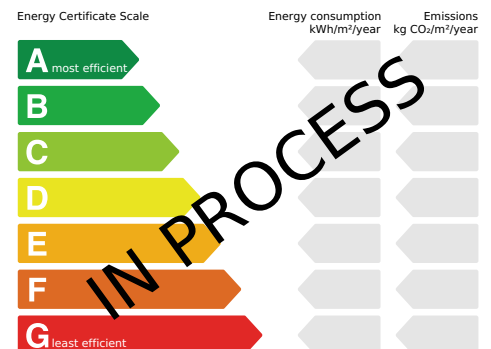 Energy Certificate Scale
Energy consumption
kWh/m²/year
Emissions
kg CO₂/m²/year
A most efficient
B
C
D
E
F
G least efficient
IN PROCESS